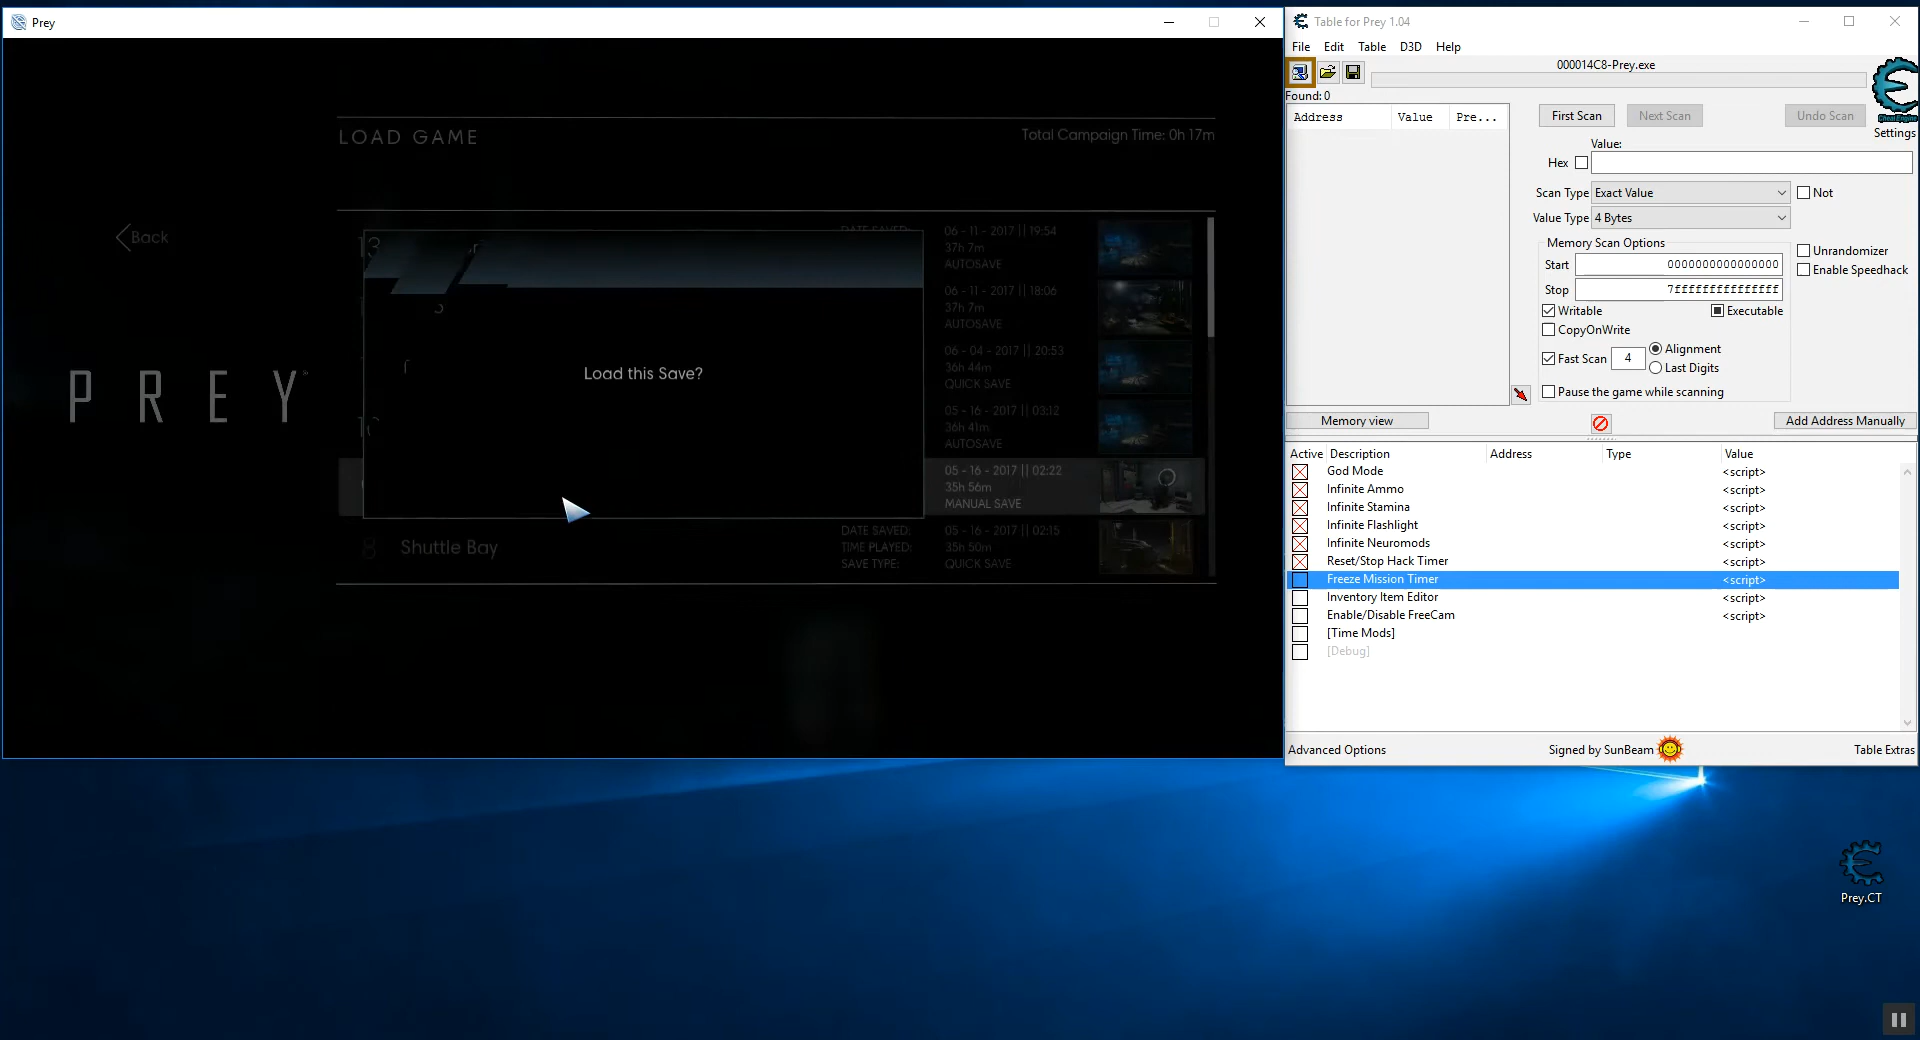 Prey
LOAD GAME
Total Campaign Time: 0h 17m
Back
PREY
13
DATE SAVED:
06 - 11 - 2017 || 19:54
37h 7m
AUTOSAVE
06 - 11 - 2017 || 18:06
37h 7m
AUTOSAVE
06 - 04 - 2017 || 20:53
36h 44m
QUICK SAVE
05 - 16 - 2017 || 03:12
36h 41m
AUTOSAVE
05 - 16 - 2017 || 02:22
35h 56m
MANUAL SAVE
Load this Save?
8 Shuttle Bay
DATE SAVED: 05 - 16 - 2017 || 02:15
TIME PLAYED: 35h 50m
SAVE TYPE: QUICK SAVE
Table for Prey 1.04
File Edit Table D3D Help
000014C8-Prey.exe
Found: 0
Address Value Pre...
First Scan Next Scan Undo Scan
Cheat Engine
Settings
Value:
Hex
Scan Type Exact Value Not
Value Type 4 Bytes
Memory Scan Options
Start 0000000000000000
Stop 7fffffffffffffff
Unrandomizer
Enable Speedhack
Writable Executable
CopyOnWrite
Fast Scan 4 Alignment
Last Digits
Pause the game while scanning
Memory view Add Address Manually
Active Description Address Type Value
God Mode <script>
Infinite Ammo <script>
Infinite Stamina <script>
Infinite Flashlight <script>
Infinite Neuromods <script>
Reset/Stop Hack Timer <script>
Freeze Mission Timer <script>
Inventory Item Editor <script>
Enable/Disable FreeCam <script>
[Time Mods]
[Debug]
Advanced Options Signed by SunBeam Table Extras
Prey.CT